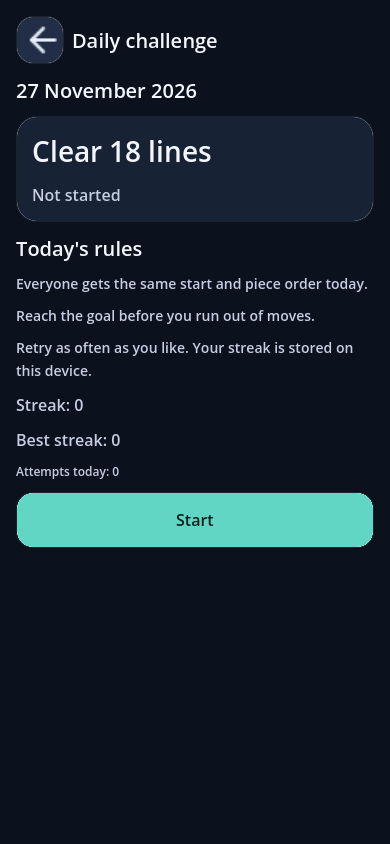 Daily challenge
27 November 2026
Clear 18 lines
Not started
Today's rules
Everyone gets the same start and piece order today.
Reach the goal before you run out of moves.
Retry as often as you like. Your streak is stored on
this device.
Streak: 0
Best streak: 0
Attempts today: 0
Start